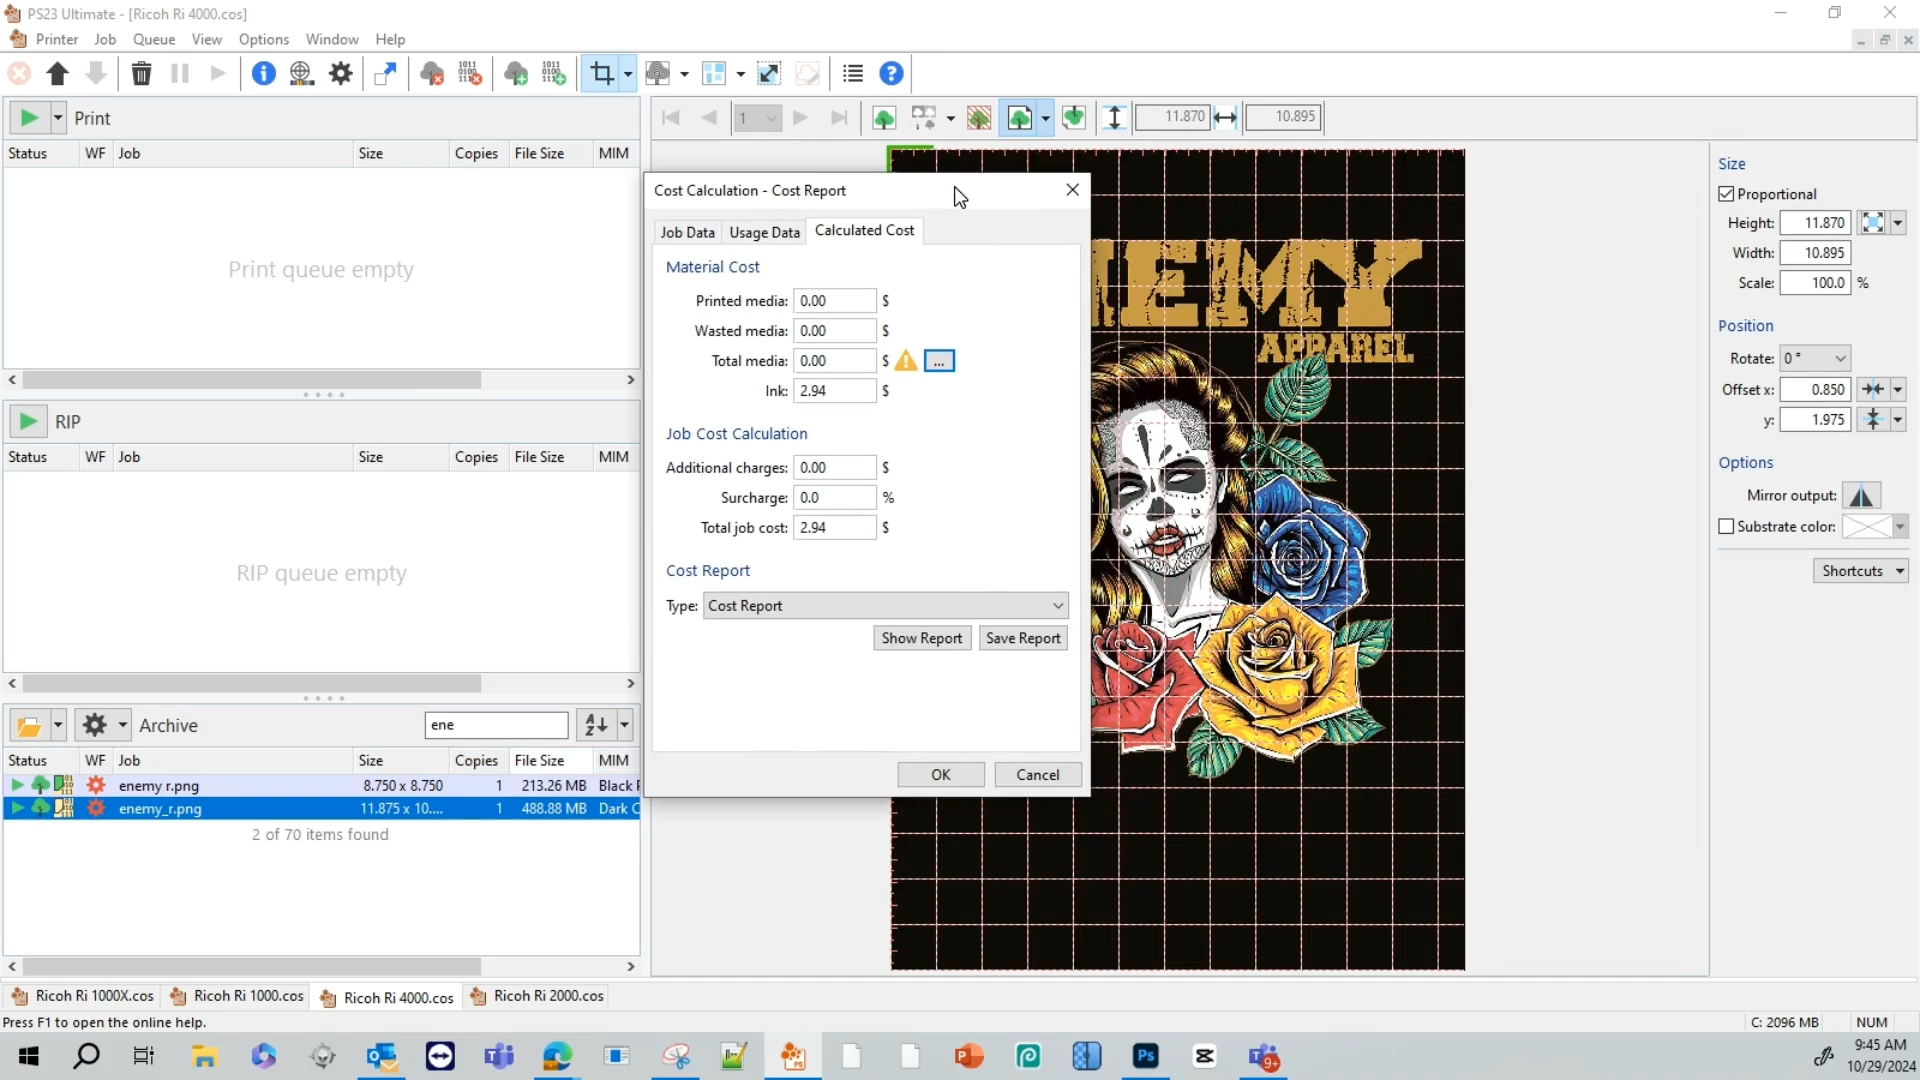 PS23 Ultimate - [Ricoh Ri 4000.cos]
Printer Job Queue View Options Window Help
Print
1
11.870 10.895
Status WF Job Size Copies File Size MIM
Print queue empty
RIP
Status WF Job Size Copies File Size MIM
RIP queue empty
Archive ene
Status WF Job Size Copies File Size MIM
enemy r.png 8.750 x 8.750 1 213.26 MB Black
enemy_r.png 11.875 x 10.... 1 488.88 MB Dark
2 of 70 items found
Cost Calculation - Cost Report
Job Data Usage Data Calculated Cost
Material Cost
Printed media: 0.00 $
Wasted media: 0.00 $
Total media: 0.00 $ ...
Ink: 2.94 $
Job Cost Calculation
Additional charges: 0.00 $
Surcharge: 0.0 %
Total job cost: 2.94 $
Cost Report
Type: Cost Report
Show Report Save Report
OK Cancel
EMY
APPAREL
Size
Proportional
Height: 11.870
Width: 10.895
Scale: 100.0 %
Position
Rotate: 0 °
Offset x: 0.850
y: 1.975
Options
Mirror output:
Substrate color:
Shortcuts
Ricoh Ri 1000X.cos Ricoh Ri 1000.cos Ricoh Ri 4000.cos Ricoh Ri 2000.cos
Press F1 to open the online help. C: 2096 MB NUM
9:45 AM
10/29/2024